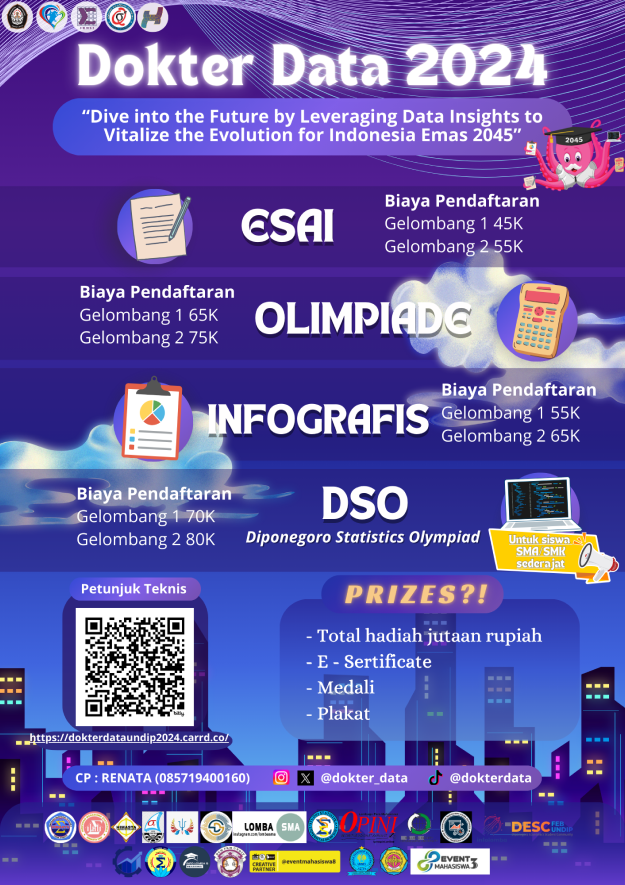 Dokter Data 2024
“Dive into the Future by Leveraging Data Insights to
Vitalize the Evolution for Indonesia Emas 2045”
2045
ESAI
Biaya Pendaftaran
Gelombang 1 45K
Gelombang 2 55K
Biaya Pendaftaran
Gelombang 1 65K
Gelombang 2 75K
OLIMPIADE
INFOGRAFIS
Biaya Pendaftaran
Gelombang 1 55K
Gelombang 2 65K
Biaya Pendaftaran
Gelombang 1 70K
Gelombang 2 80K
DSO
Diponegoro Statistics Olympiad
Untuk siswa
SMA, SMK
sederajat
Petunjuk Teknis
https://dokterdataundip2024.carrd.co/
PRIZES?!
- Total hadiah jutaan rupiah
- E - Sertificate
- Medali
- Plakat
CP : RENATA (085719400160)
@dokter_data
@dokterdata
LOMBA
SMA
OPINI
DESC FEB
UNDIP
CREATIVE
PARTNER
@eventmahasiswa8
EVENT
MAHASISWA